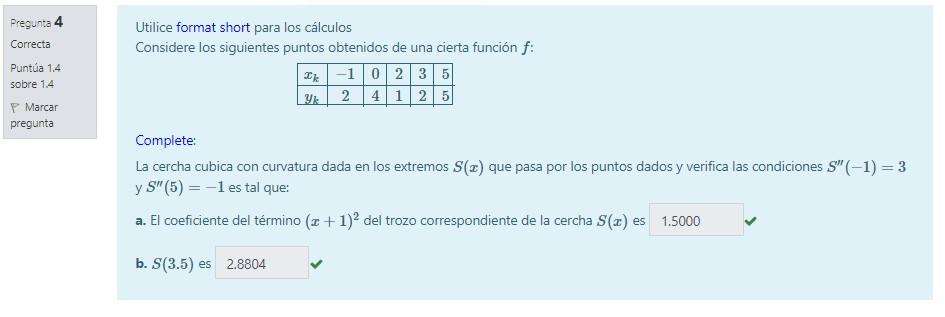 Pregunta 4
Correcta
Puntúa 1.4
sobre 1.4
Marcar
pregunta
Utilice format short para los cálculos
Considere los siguientes puntos obtenidos de una cierta función f:
x_k −1 0 2 3 5
y_k 2 4 1 2 5
Complete:
La cercha cubica con curvatura dada en los extremos S(x) que pasa por los puntos dados y verifica las condiciones S″(−1) = 3
y S″(5) = −1 es tal que:
a. El coeficiente del término (x + 1)² del trozo correspondiente de la cercha S(x) es 1.5000
b. S(3.5) es 2.8804